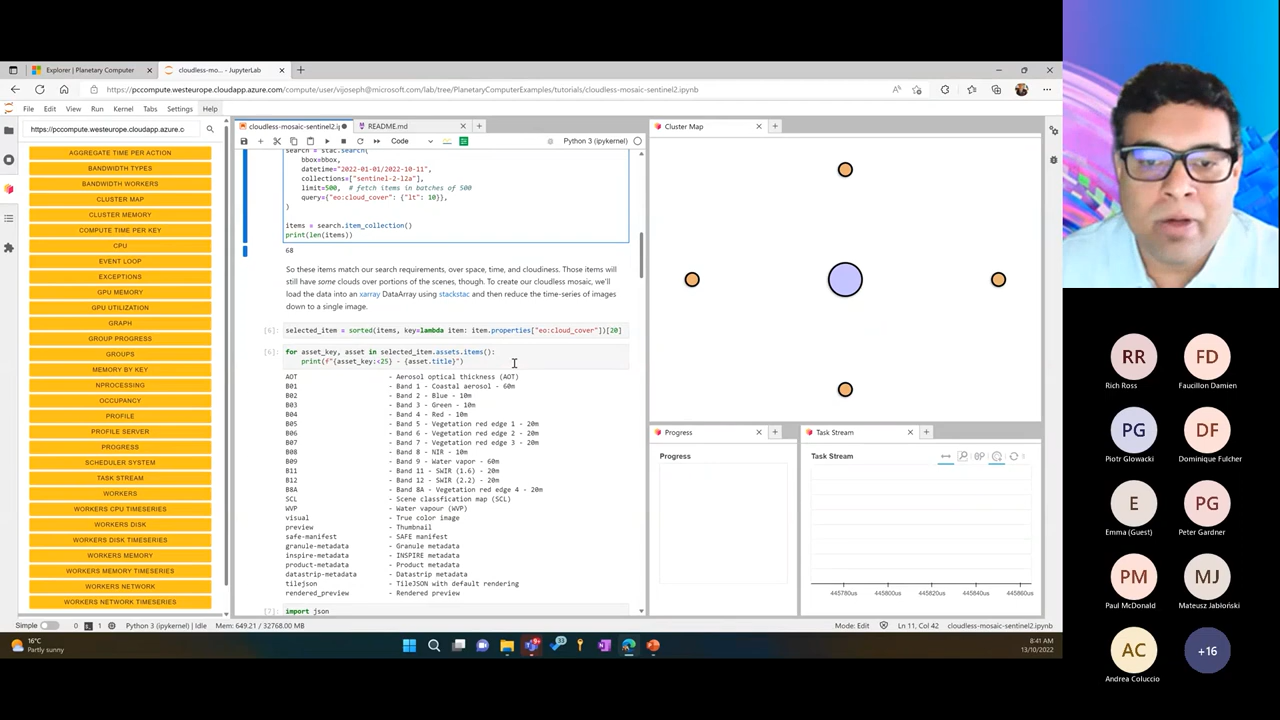 Explorer | Planetary Computer
cloudless-mo... - JupyterLab
https://pccompute.westeurope.cloudapp.azure.com/compute/user/vijoseph@microsoft.com/lab/tree/PlanetaryComputerExamples/tutorials/cloudless-mosaic-sentinel2.ipynb
File Edit View Run Kernel Tabs Settings Help
https://pccompute.westeurope.cloudapp.azure.c
AGGREGATE TIME PER ACTION
BANDWIDTH TYPES
BANDWIDTH WORKERS
CLUSTER MAP
CLUSTER MEMORY
COMPUTE TIME PER KEY
CPU
EVENT LOOP
EXCEPTIONS
GPU MEMORY
GPU UTILIZATION
GRAPH
GROUP PROGRESS
GROUPS
MEMORY BY KEY
NPROCESSING
OCCUPANCY
PROFILE
PROFILE SERVER
PROGRESS
SCHEDULER SYSTEM
TASK STREAM
WORKERS
WORKERS CPU TIMESERIES
WORKERS DISK
WORKERS DISK TIMESERIES
WORKERS MEMORY
WORKERS MEMORY TIMESERIES
WORKERS NETWORK
WORKERS NETWORK TIMESERIES
cloudless-mosaic-sentinel2.ip
README.md
Code
Python 3 (ipykernel)
search = stac.search(
bbox=bbox,
datetime="2022-01-01/2022-10-11",
collections=["sentinel-2-l2a"],
limit=500, # fetch items in batches of 500
query={"eo:cloud_cover": {"lt": 10}},
)
items = search.item_collection()
print(len(items))
68
So these items match our search requirements, over space, time, and cloudiness. Those items will
still have some clouds over portions of the scenes, though. To create our cloudless mosaic, we'll
load the data into an xarray DataArray using stackstac and then reduce the time-series of images
down to a single image.
[6]: selected_item = sorted(items, key=lambda item: item.properties["eo:cloud_cover"])[20]
[6]: for asset_key, asset in selected_item.assets.items():
print(f"{asset_key:<25} - {asset.title}")
AOT - Aerosol optical thickness (AOT)
B01 - Band 1 - Coastal aerosol - 60m
B02 - Band 2 - Blue - 10m
B03 - Band 3 - Green - 10m
B04 - Band 4 - Red - 10m
B05 - Band 5 - Vegetation red edge 1 - 20m
B06 - Band 6 - Vegetation red edge 2 - 20m
B07 - Band 7 - Vegetation red edge 3 - 20m
B08 - Band 8 - NIR - 10m
B09 - Band 9 - Water vapor - 60m
B11 - Band 11 - SWIR (1.6) - 20m
B12 - Band 12 - SWIR (2.2) - 20m
B8A - Band 8A - Vegetation red edge 4 - 20m
SCL - Scene classfication map (SCL)
WVP - Water vapour (WVP)
visual - True color image
preview - Thumbnail
safe-manifest - SAFE manifest
granule-metadata - Granule metadata
inspire-metadata - INSPIRE metadata
product-metadata - Product metadata
datastrip-metadata - Datastrip metadata
tilejson - TileJSON with default rendering
rendered_preview - Rendered preview
[7]: import json
Cluster Map
Progress
Progress
Task Stream
Task Stream
445780us 445800us 445820us 445840us 445860us
Simple 0 1 Python 3 (ipykernel) | Idle Mem: 649.21 / 32768.00 MB
Mode: Edit Ln 11, Col 42 cloudless-mosaic-sentinel2.ipynb
16°C
Partly sunny
8:41 AM
13/10/2022
RR
Rich Ross
FD
Faucillon Damien
PG
Piotr Glowacki
DF
Dominique Fulcher
E
Emma (Guest)
PG
Peter Gardner
PM
Paul McDonald
MJ
Mateusz Jabłoński
AC
Andrea Coluccio
+16